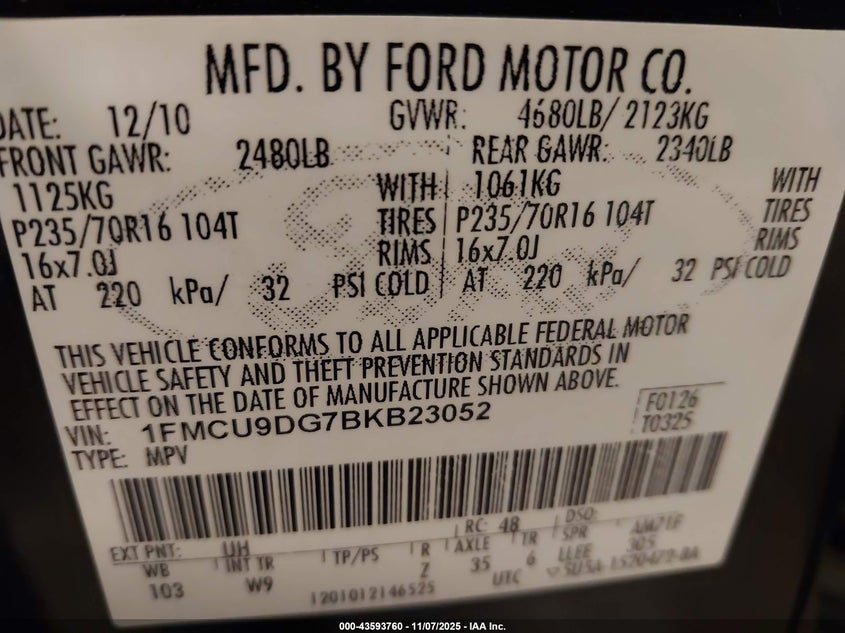 MFD. BY FORD MOTOR CO.
DATE: 12/10 GVWR: 4680LB/ 2123KG
FRONT GAWR: 2480LB REAR GAWR: 2340LB
1125KG WITH 1061KG WITH
P235/70R16 104T TIRES P235/70R16 104T TIRES
16x7.0J RIMS 16x7.0J RIMS
AT 220 kPa/ 32 PSI COLD AT 220 kPa/ 32 PSI COLD
THIS VEHICLE CONFORMS TO ALL APPLICABLE FEDERAL MOTOR
VEHICLE SAFETY AND THEFT PREVENTION STANDARDS IN
EFFECT ON THE DATE OF MANUFACTURE SHOWN ABOVE.
VIN: 1FMCU9DG7BKB23052 F0126
TYPE: MPV T0325
EXT PNT: UH RC: 48 DSO:
WB INT TR TP/PS R AXLE TR SPR
103 W9 Z 35 6 LLEE 305
1201012146525 UTC
000-43593760 - 11/07/2025 - IAA Inc.